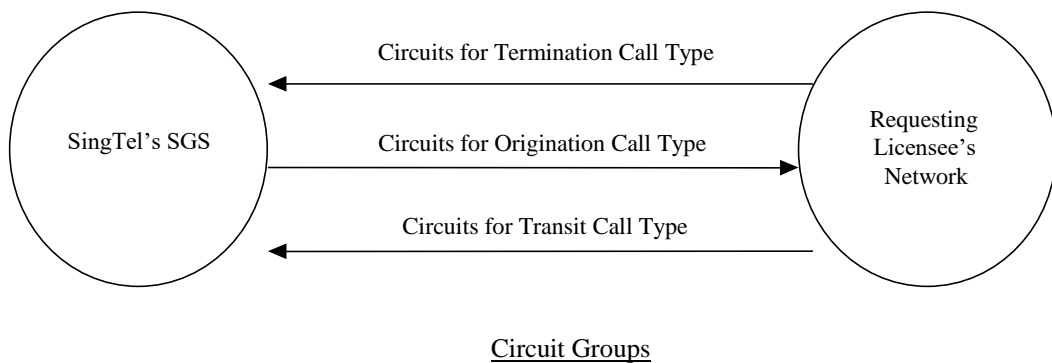 Circuits for Termination Call Type
SingTel’s SGS
Circuits for Origination Call Type
Requesting
Licensee’s
Network
Circuits for Transit Call Type
Circuit Groups